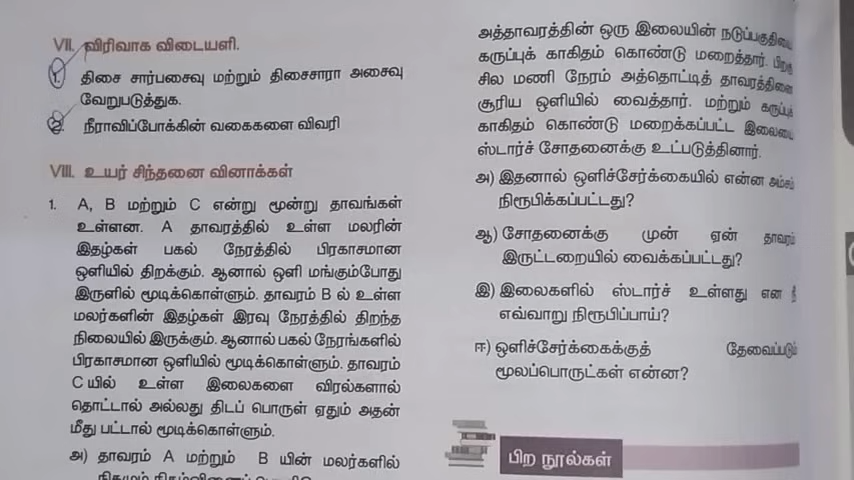 VII. விரிவாக விடையளி.
1. திசை சார்பசைவு மற்றும் திசைசாரா அசைவு
வேறுபடுத்துக.
2. நீராவிப்போக்கின் வகைகளை விவரி
VIII. உயர் சிந்தனை வினாக்கள்
1. A, B மற்றும் C என்று மூன்று தாவங்கள்
உள்ளன. A தாவரத்தில் உள்ள மலரின்
இதழ்கள் பகல் நேரத்தில் பிரகாசமான
ஒளியில் திறக்கும். ஆனால் ஒளி மங்கும்போது
இருளில் மூடிக்கொள்ளும். தாவரம் B ல் உள்ள
மலர்களின் இதழ்கள் இரவு நேரத்தில் திறந்த
நிலையில் இருக்கும். ஆனால் பகல் நேரங்களில்
பிரகாசமான ஒளியில் மூடிக்கொள்ளும். தாவரம்
C யில் உள்ள இலைகளை விரல்களால்
தொட்டால் அல்லது திடப் பொருள் ஏதும் அதன்
மீது பட்டால் மூடிக்கொள்ளும்.
அ) தாவரம் A மற்றும் B யின் மலர்களில்
அத்தாவரத்தின் ஒரு இலையின் நடுப்பகுதியை
கருப்புக் காகிதம் கொண்டு மறைத்தார். பிறகு
சில மணி நேரம் அத்தொட்டித் தாவரத்தினை
சூரிய ஒளியில் வைத்தார். மற்றும் கருப்புக்
காகிதம் கொண்டு மறைக்கப்பட்ட இலையை
ஸ்டார்ச் சோதனைக்கு உட்படுத்தினார்.
அ) இதனால் ஒளிச்சேர்க்கையில் என்ன அம்சம்
நிரூபிக்கப்பட்டது?
ஆ) சோதனைக்கு முன் ஏன் தாவரம்
இருட்டறையில் வைக்கப்பட்டது?
இ) இலைகளில் ஸ்டார்ச் உள்ளது என நீ
எவ்வாறு நிரூபிப்பாய்?
ஈ) ஒளிச்சேர்க்கைக்குத் தேவைப்படும்
மூலப்பொருட்கள் என்ன?
பிற நூல்கள்